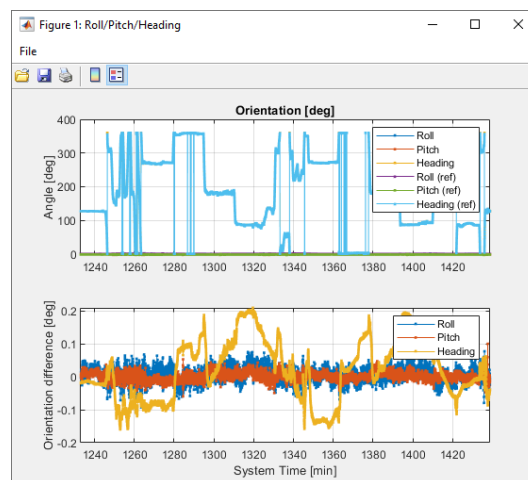 Figure 1: Roll/Pitch/Heading
File
Orientation [deg]
Angle [deg]
400
300
200
100
0
1240 1260 1280 1300 1320 1340 1360 1380 1400 1420
Roll
Pitch
Heading
Roll (ref)
Pitch (ref)
Heading (ref)
Orientation difference [deg]
0.2
0.1
0
-0.1
-0.2
1240 1260 1280 1300 1320 1340 1360 1380 1400 1420
System Time [min]
Roll
Pitch
Heading